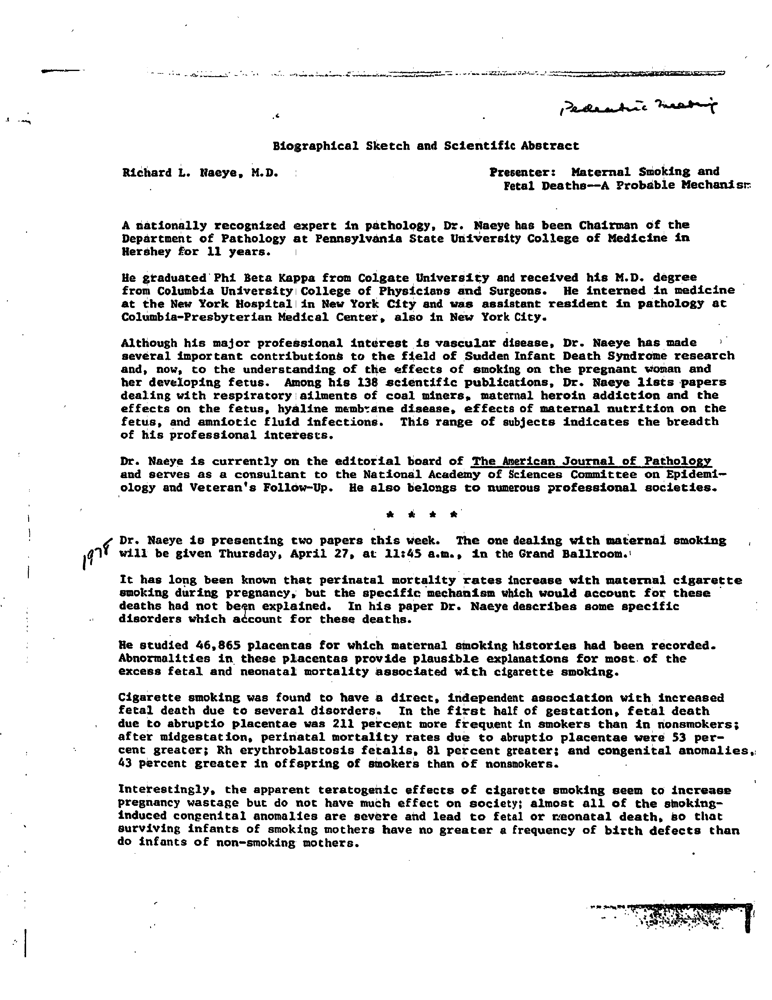 Pediatric Meeting
Biographical Sketch and Scientific Abstract
Richard L. Naeye, M.D. Presenter: Maternal Smoking and
Fetal Deaths--A Probable Mechanism
A nationally recognized expert in pathology, Dr. Naeye has been Chairman of the
Department of Pathology at Pennsylvania State University College of Medicine in
Hershey for 11 years.
He graduated Phi Beta Kappa from Colgate University and received his M.D. degree
from Columbia University College of Physicians and Surgeons. He interned in medicine
at the New York Hospital in New York City and was assistant resident in pathology at
Columbia-Presbyterian Medical Center, also in New York City.
Although his major professional interest is vascular disease, Dr. Naeye has made
several important contributions to the field of Sudden Infant Death Syndrome research
and, now, to the understanding of the effects of smoking on the pregnant woman and
her developing fetus. Among his 138 scientific publications, Dr. Naeye lists papers
dealing with respiratory ailments of coal miners, maternal heroin addiction and the
effects on the fetus, hyaline membrane disease, effects of maternal nutrition on the
fetus, and amniotic fluid infections. This range of subjects indicates the breadth
of his professional interests.
Dr. Naeye is currently on the editorial board of The American Journal of Pathology
and serves as a consultant to the National Academy of Sciences Committee on Epidemi-
ology and Veteran's Follow-Up. He also belongs to numerous professional societies.
* * * *
Dr. Naeye is presenting two papers this week. The one dealing with maternal smoking
1978 will be given Thursday, April 27, at 11:45 a.m., in the Grand Ballroom.
It has long been known that perinatal mortality rates increase with maternal cigarette
smoking during pregnancy, but the specific mechanism which would account for these
deaths had not been explained. In his paper Dr. Naeye describes some specific
disorders which account for these deaths.
He studied 46,865 placentas for which maternal smoking histories had been recorded.
Abnormalities in these placentas provide plausible explanations for most of the
excess fetal and neonatal mortality associated with cigarette smoking.
Cigarette smoking was found to have a direct, independent association with increased
fetal death due to several disorders. In the first half of gestation, fetal death
due to abruptio placentae was 211 percent more frequent in smokers than in nonsmokers;
after midgestation, perinatal mortality rates due to abruptio placentae were 53 per-
cent greater; Rh erythroblastosis fetalis, 81 percent greater; and congenital anomalies,
43 percent greater in offspring of smokers than of nonsmokers.
Interestingly, the apparent teratogenic effects of cigarette smoking seem to increase
pregnancy wastage but do not have much effect on society; almost all of the smoking-
induced congenital anomalies are severe and lead to fetal or neonatal death, so that
surviving infants of smoking mothers have no greater a frequency of birth defects than
do infants of non-smoking mothers.